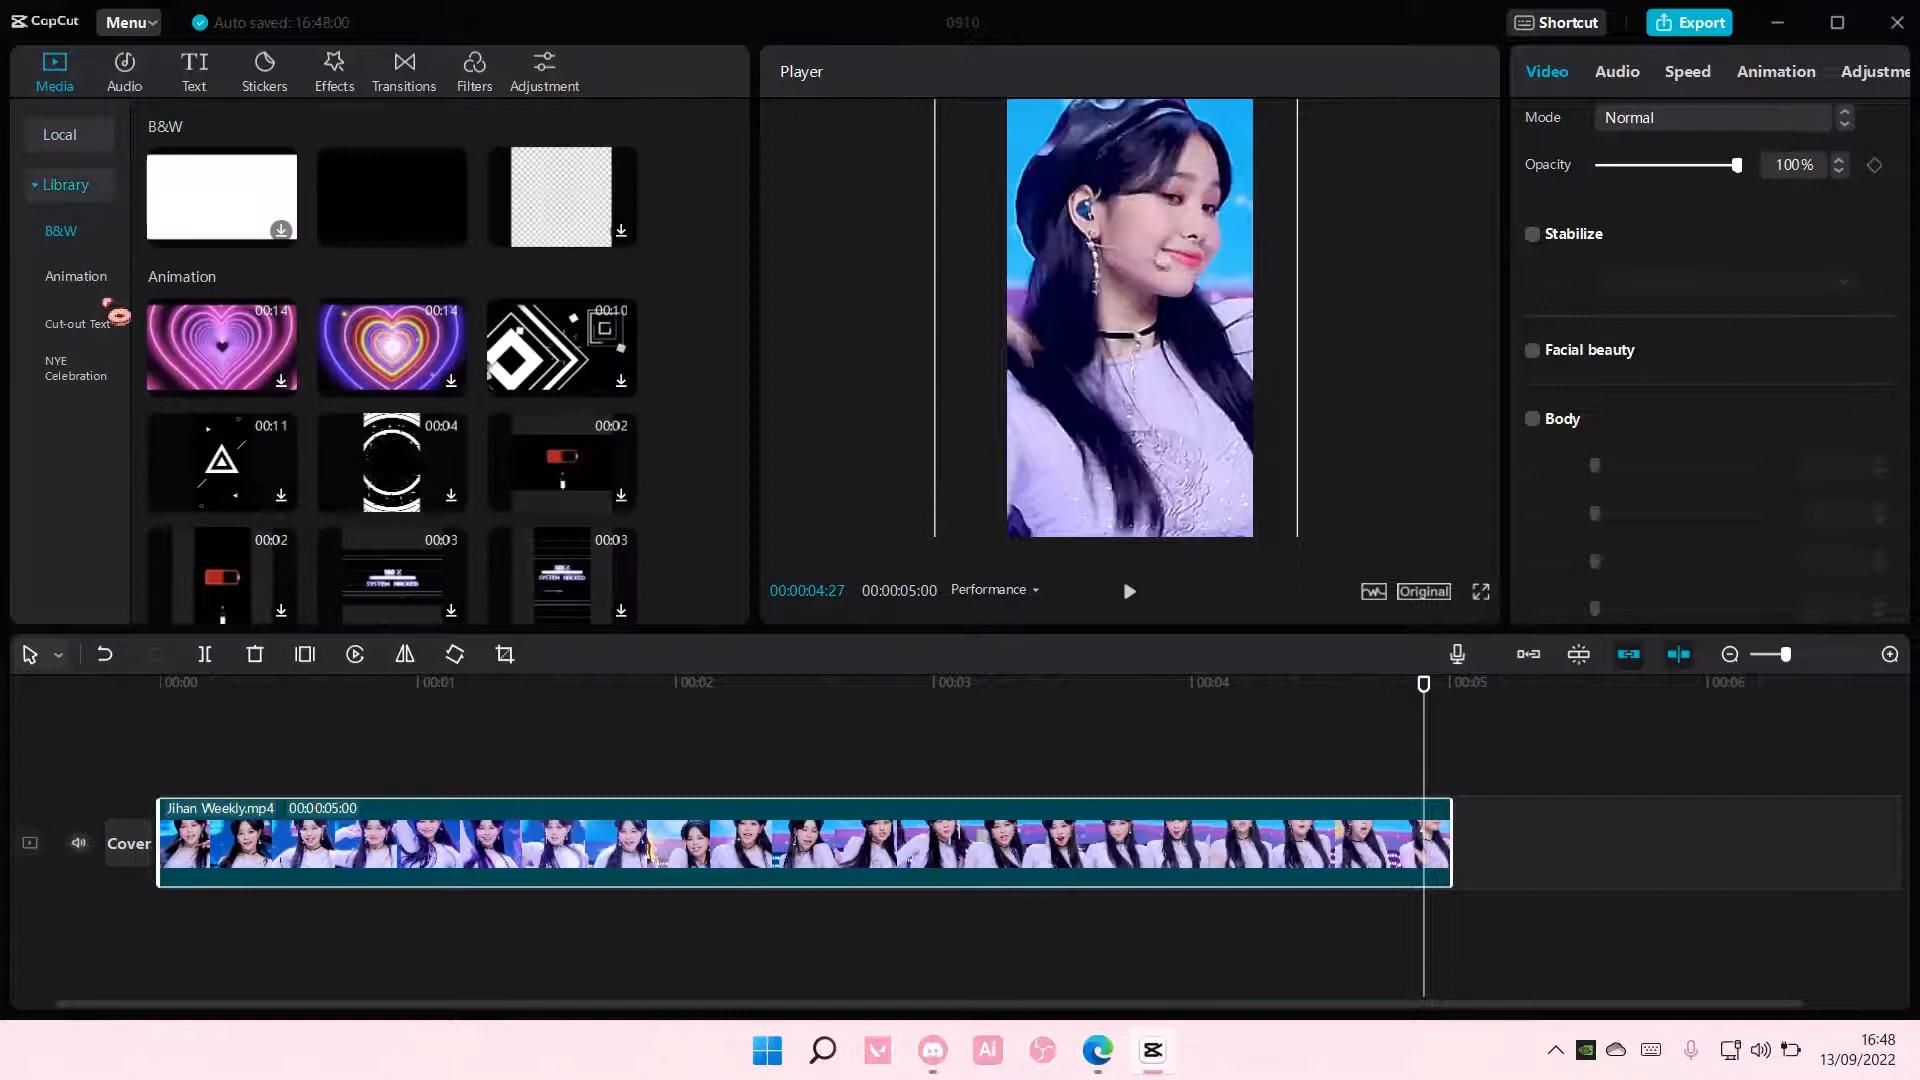 CapCut
Menu
Auto saved: 16:48:00
0910
Shortcut
Export
Media
Audio
Text
Stickers
Effects
Transitions
Filters
Adjustment
Local
Library
B&W
Animation
Cut-out Text
NYE
Celebration
B&W
Animation
00:14
00:14
00:10
00:11
00:04
00:02
00:02
00:03
00:03
SYSTEM HACKED
SYSTEM HACKED
Player
00:00:04:27
00:00:05:00
Performance
Original
Video
Audio
Speed
Animation
Adjustme
Mode
Normal
Opacity
100%
Stabilize
Facial beauty
Body
00:00
00:01
00:02
00:03
00:04
00:05
00:06
Jihan Weekly.mp4
00:00:05:00
Cover
Ai
16:48
13/09/2022